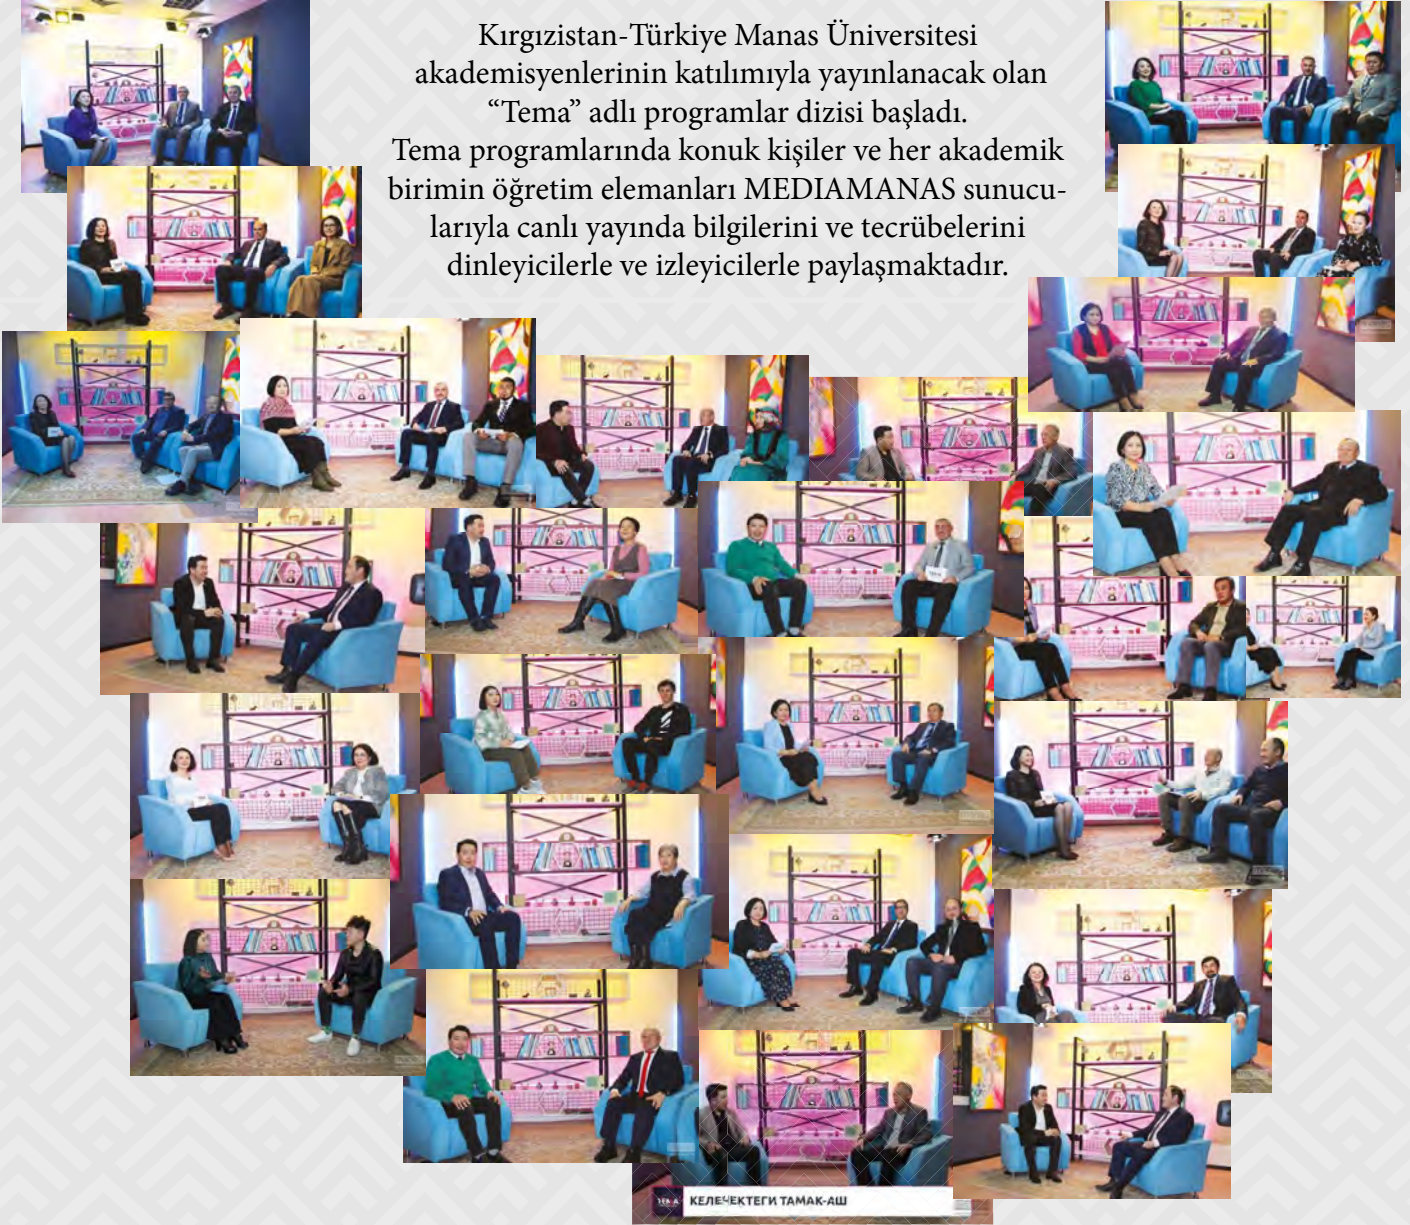 Kırgızistan-Türkiye Manas Üniversitesi
akademisyenlerinin katılımıyla yayınlanacak olan
“Tema” adlı programlar dizisi başladı.
Tema programlarında konuk kişiler ve her akademik
birimin öğretim elemanları MEDIAMANAS sunucu-
larıyla canlı yayında bilgilerini ve tecrübelerini
dinleyicilerle ve izleyicilerle paylaşmaktadır.
КЕЛЕЧЕКТЕГИ ТАМАК-АШ